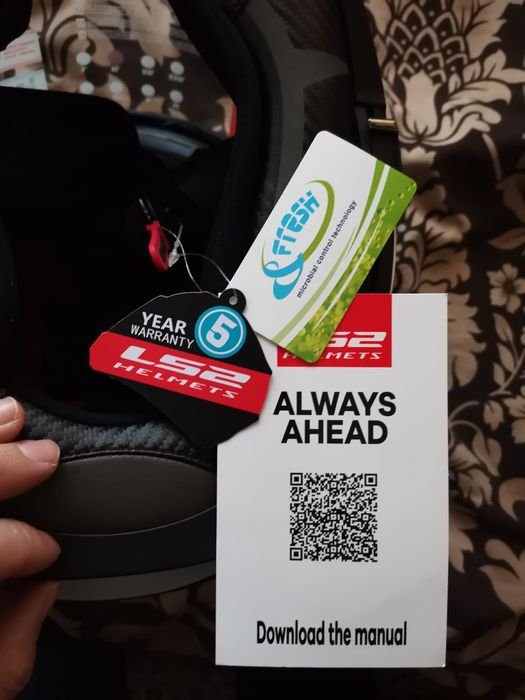 &Fresh
microbial control technology
YEAR
WARRANTY
5
LS2
HELMETS
LS2
HELMETS
ALWAYS
AHEAD
Download the manual